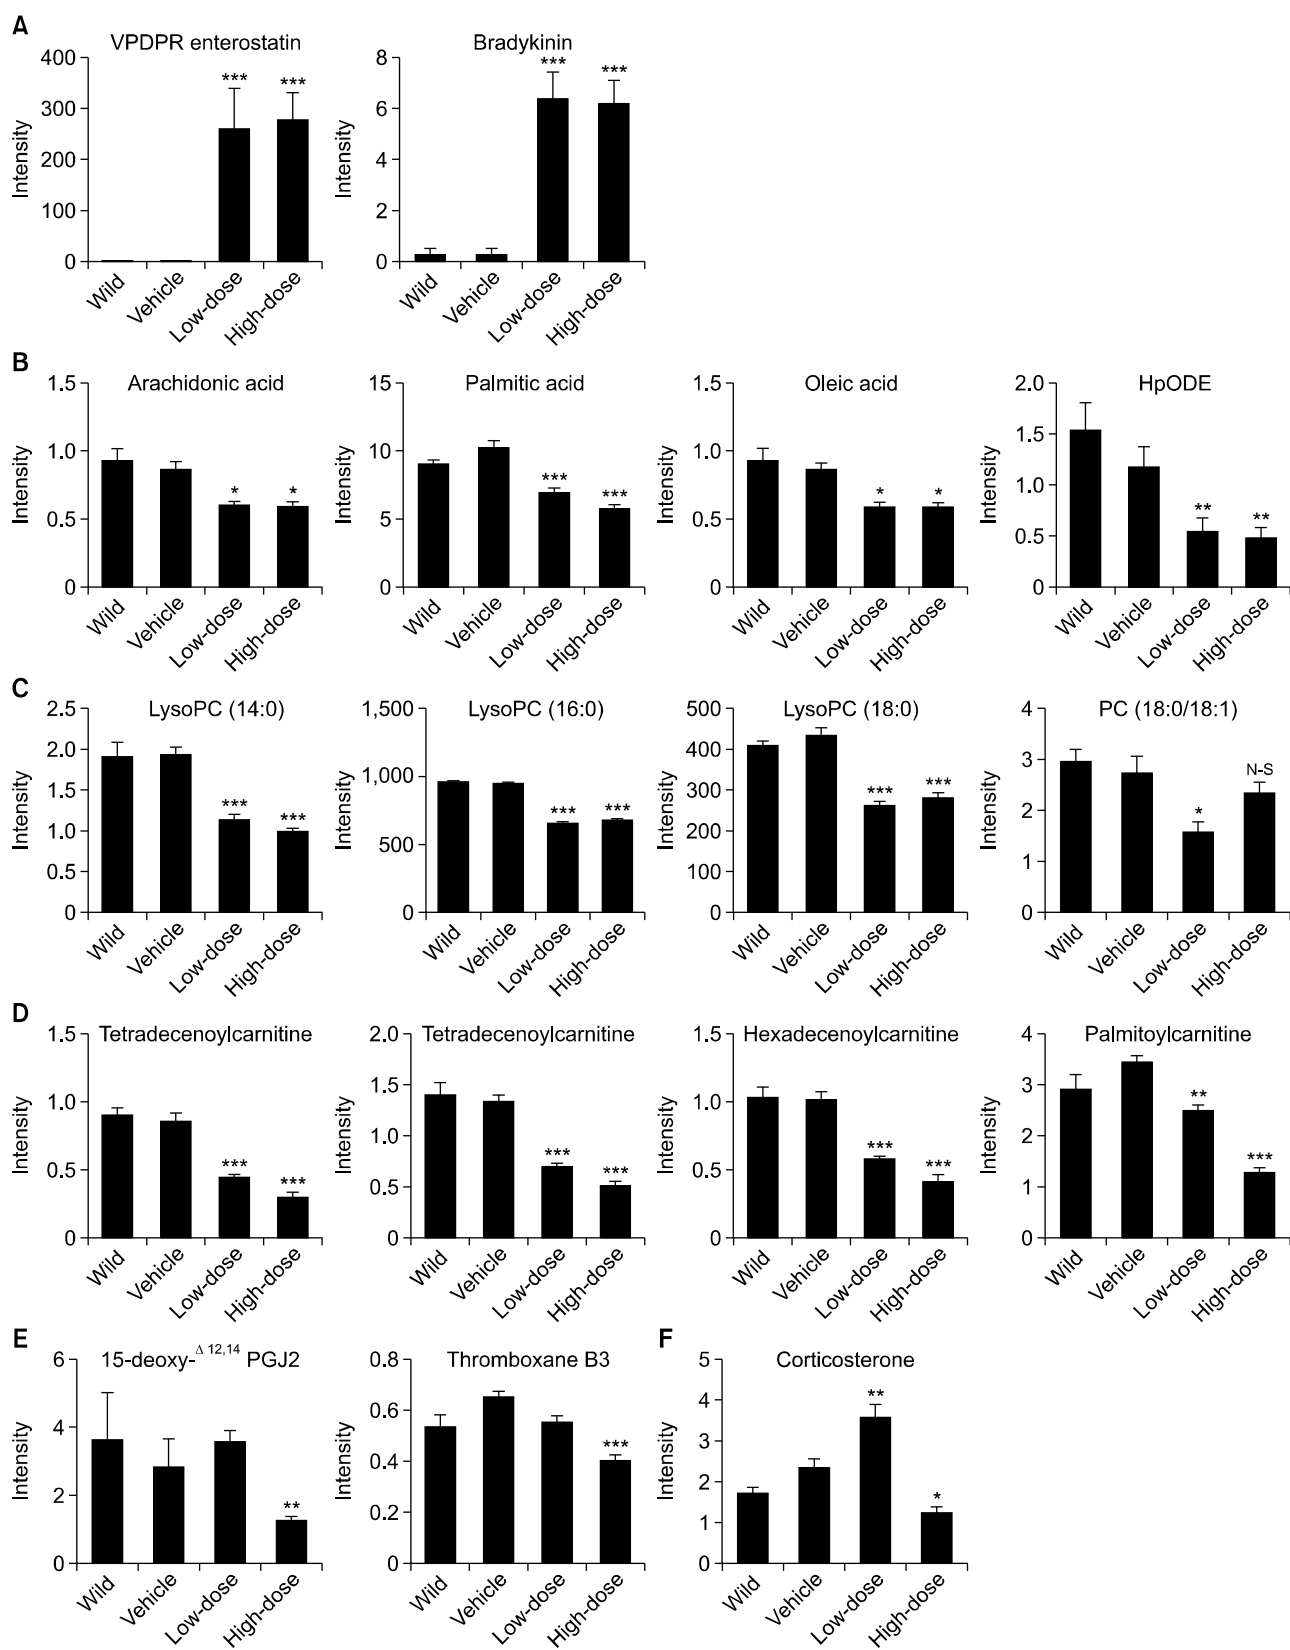 A
VPDPR enterostatin
Intensity
400
300
200
100
0
*** ***
Wild
Vehicle
Low-dose
High-dose
Bradykinin
Intensity
8
6
4
2
0
*** ***
Wild
Vehicle
Low-dose
High-dose
B
Arachidonic acid
Intensity
1.5
1.0
0.5
0
* *
Wild
Vehicle
Low-dose
High-dose
Palmitic acid
Intensity
15
10
5
0
*** ***
Wild
Vehicle
Low-dose
High-dose
Oleic acid
Intensity
1.5
1.0
0.5
0
* *
Wild
Vehicle
Low-dose
High-dose
HpODE
Intensity
2.0
1.5
1.0
0.5
0
** **
Wild
Vehicle
Low-dose
High-dose
C
LysoPC (14:0)
Intensity
2.5
2.0
1.5
1.0
0.5
0
*** ***
Wild
Vehicle
Low-dose
High-dose
LysoPC (16:0)
Intensity
1,500
1,000
500
0
*** ***
Wild
Vehicle
Low-dose
High-dose
LysoPC (18:0)
Intensity
500
400
300
200
100
0
*** ***
Wild
Vehicle
Low-dose
High-dose
PC (18:0/18:1)
Intensity
4
3
2
1
0
* N-S
Wild
Vehicle
Low-dose
High-dose
D
Tetradecenoylcarnitine
Intensity
1.5
1.0
0.5
0
*** ***
Wild
Vehicle
Low-dose
High-dose
Tetradecenoylcarnitine
Intensity
2.0
1.5
1.0
0.5
0
*** ***
Wild
Vehicle
Low-dose
High-dose
Hexadecenoylcarnitine
Intensity
1.5
1.0
0.5
0
*** ***
Wild
Vehicle
Low-dose
High-dose
Palmitoylcarnitine
Intensity
4
3
2
1
0
** ***
Wild
Vehicle
Low-dose
High-dose
E
15-deoxy-Δ 12,14 PGJ2
Intensity
6
4
2
0
**
Wild
Vehicle
Low-dose
High-dose
Thromboxane B3
Intensity
0.8
0.6
0.4
0.2
0
***
Wild
Vehicle
Low-dose
High-dose
F
Corticosterone
Intensity
5
4
3
2
1
0
** *
Wild
Vehicle
Low-dose
High-dose